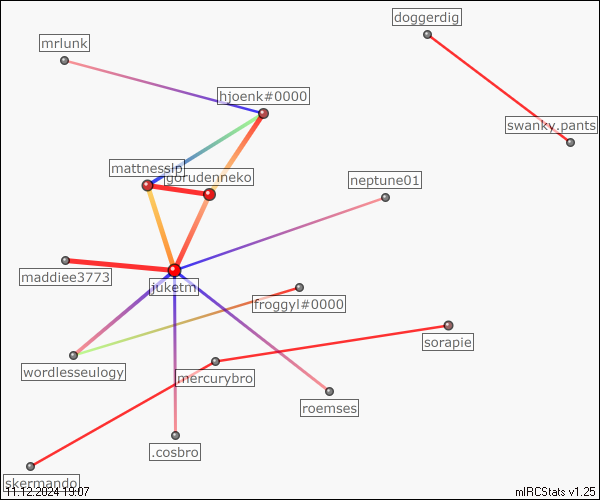 doggerdig
mrlunk
hjoenk#0000
swanky.pants
mattnesslp
gorudenneko
neptune01
maddiee3773
juketm
froggyl#0000
sorapie
wordlesseulogy
mercurybro
roemses
.cosbro
skermando
11.12.2024 19:07
mIRCStats v1.25